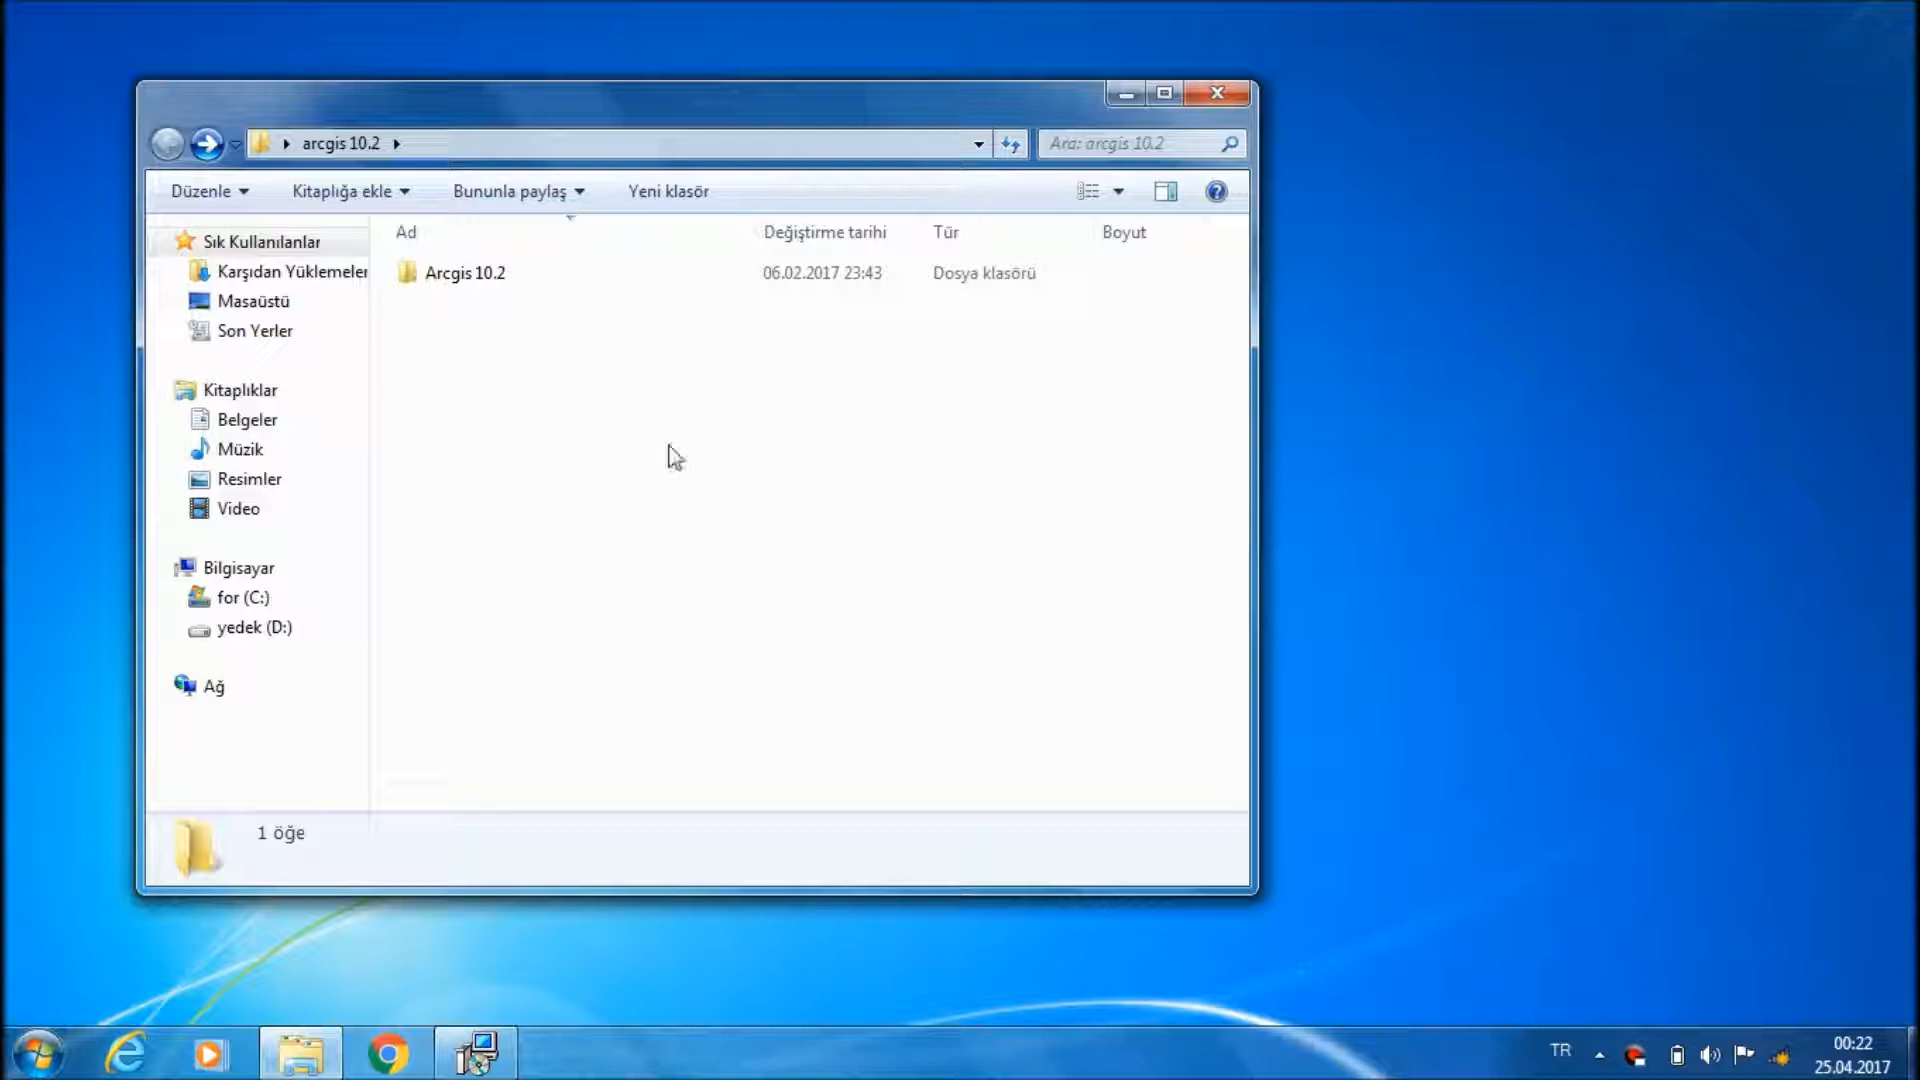 arcgis 10.2
Ara: arcgis 10.2
Düzenle Kitaplığa ekle Bununla paylaş Yeni klasör
Ad Değiştirme tarihi Tür Boyut
Arcgis 10.2 06.02.2017 23:43 Dosya klasörü
Sık Kullanılanlar
Karşıdan Yüklemeler
Masaüstü
Son Yerler
Kitaplıklar
Belgeler
Müzik
Resimler
Video
Bilgisayar
for (C:)
yedek (D:)
Ağ
1 öğe
TR
00:22
25.04.2017